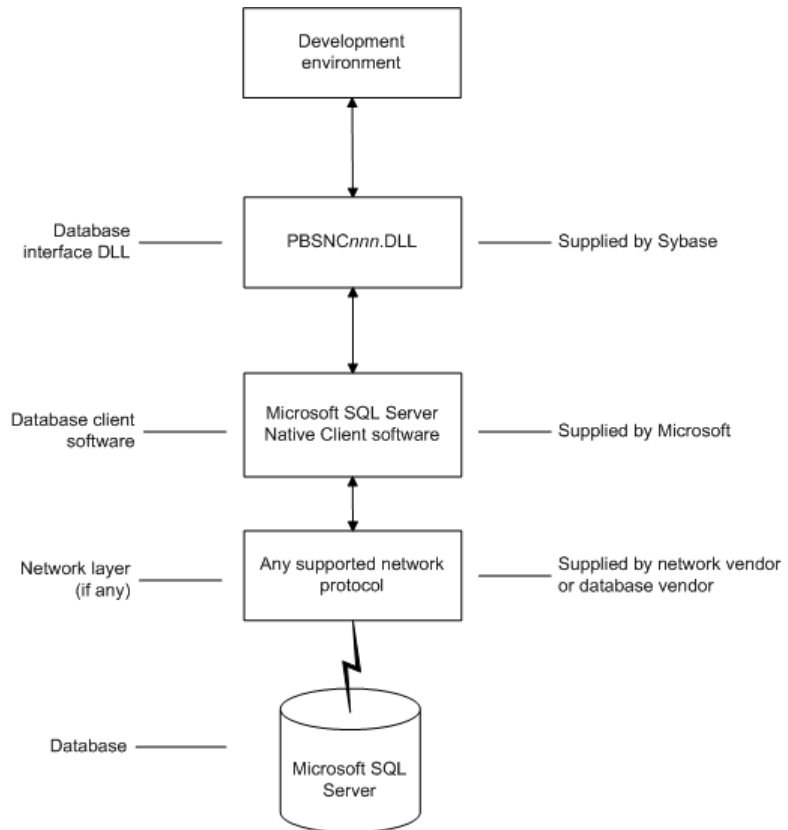 Development
environment
Database
interface DLL
PBSNCnnn.DLL
Supplied by Sybase
Database client
software
Microsoft SQL Server
Native Client software
Supplied by Microsoft
Network layer
(if any)
Any supported network
protocol
Supplied by network vendor
or database vendor
Database
Microsoft SQL
Server